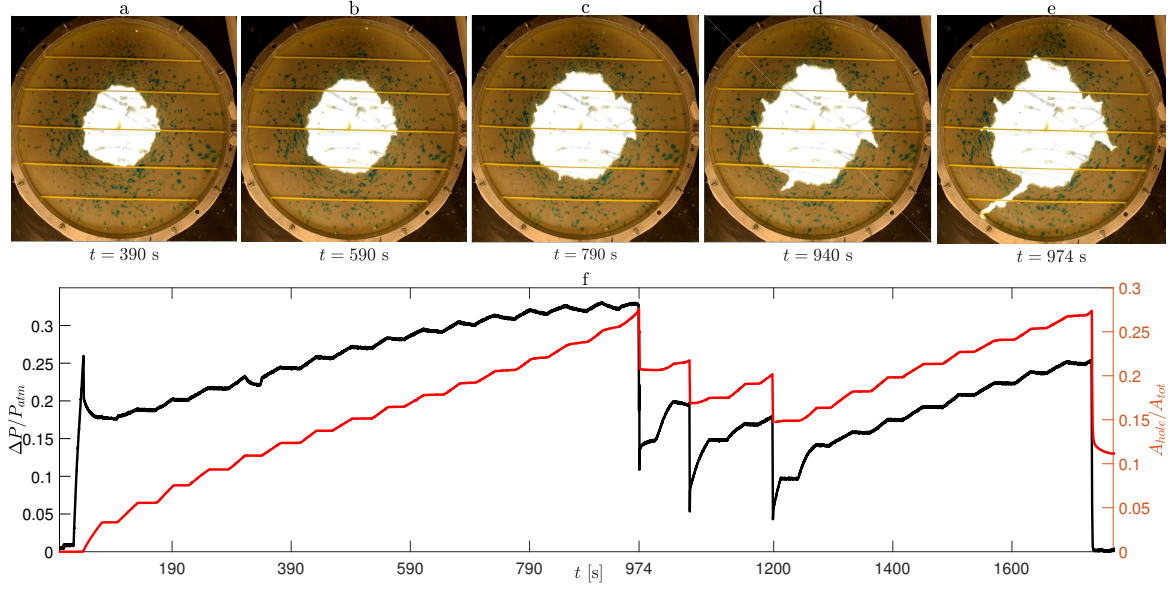 a b c d e
t = 390 s t = 590 s t = 790 s t = 940 s t = 974 s
f
0.3 0.3
0.25 0.25
0.2 0.2
0.15 0.15
0.1 0.1
0.05 0.05
0 0
ΔP/P_atm
A_hole/A_tot
190 390 590 790 974 1200 1400 1600
t [s]